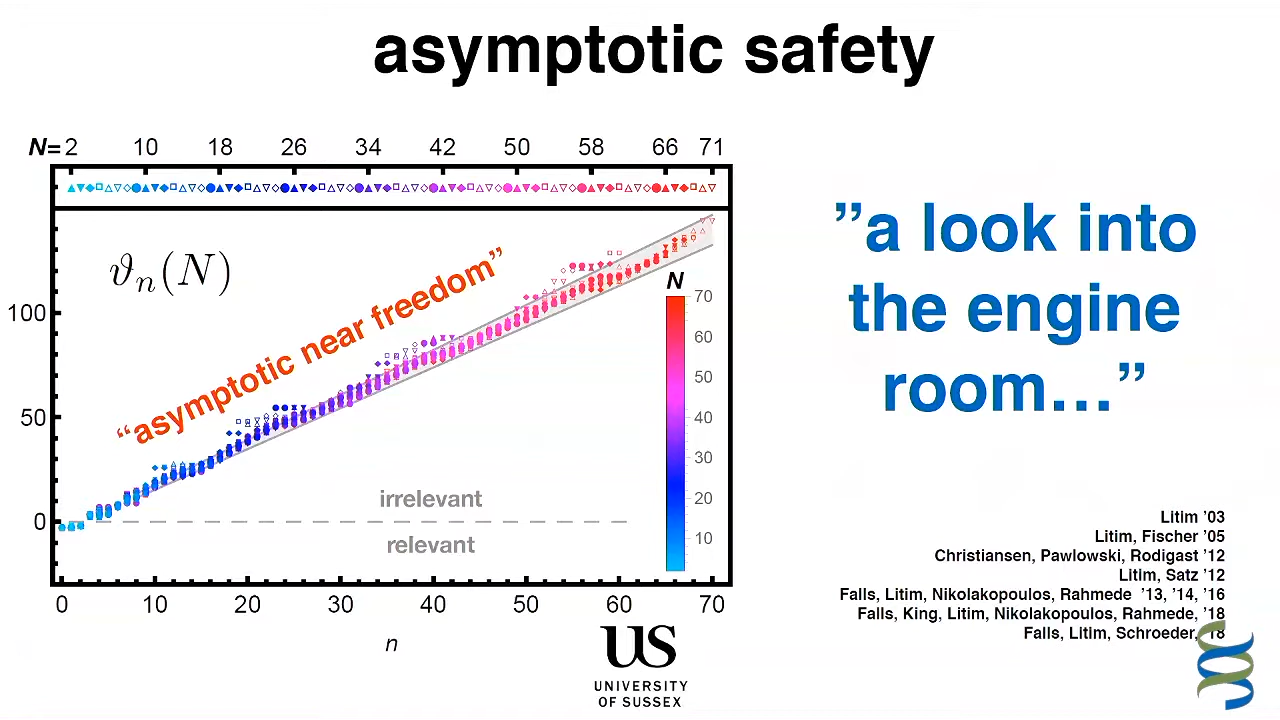 asymptotic safety
N= 2 10 18 26 34 42 50 58 66 71
ϑn(N)
“asymptotic near freedom”
N
70
60
50
40
30
20
10
100
50
0
irrelevant
relevant
0 10 20 30 40 50 60 70
n
”a look into
the engine
room…”
Litim ’03
Litim, Fischer ’05
Christiansen, Pawlowski, Rodigast ’12
Litim, Satz ’12
Falls, Litim, Nikolakopoulos, Rahmede ’13, ’14, ’16
Falls, King, Litim, Nikolakopoulos, Rahmede, ’18
Falls, Litim, Schroeder, ’18
US
UNIVERSITY
OF SUSSEX